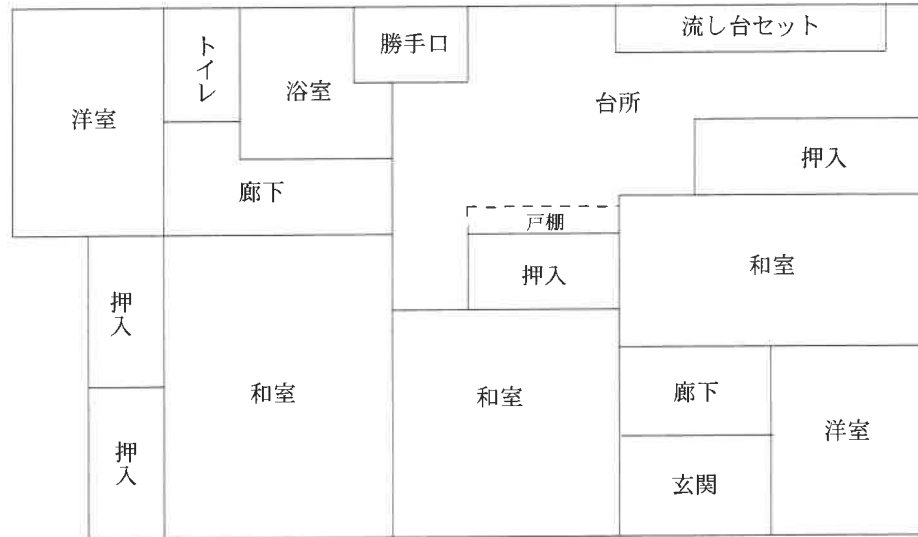 トイレ
勝手口
流し台セット
洋室
浴室
台所
押入
廊下
戸棚
押入
和室
押入
和室
和室
廊下
洋室
押入
玄関